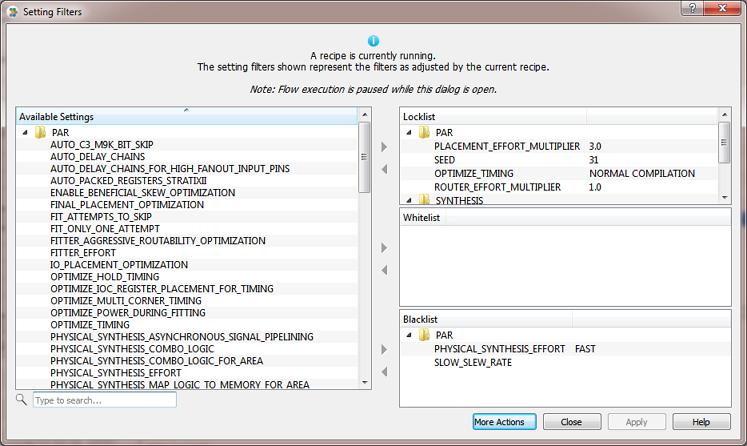 Setting Filters
A recipe is currently running.
The setting filters shown represent the filters as adjusted by the current recipe.
Note: Flow execution is paused while this dialog is open.
Available Settings
PAR
AUTO_C3_M9K_BIT_SKIP
AUTO_DELAY_CHAINS
AUTO_DELAY_CHAINS_FOR_HIGH_FANOUT_INPUT_PINS
AUTO_PACKED_REGISTERS_STRATIXII
ENABLE_BENEFICIAL_SKEW_OPTIMIZATION
FINAL_PLACEMENT_OPTIMIZATION
FIT_ATTEMPTS_TO_SKIP
FIT_ONLY_ONE_ATTEMPT
FITTER_AGGRESSIVE_ROUTABILITY_OPTIMIZATION
FITTER_EFFORT
IO_PLACEMENT_OPTIMIZATION
OPTIMIZE_HOLD_TIMING
OPTIMIZE_IOC_REGISTER_PLACEMENT_FOR_TIMING
OPTIMIZE_MULTI_CORNER_TIMING
OPTIMIZE_POWER_DURING_FITTING
OPTIMIZE_TIMING
PHYSICAL_SYNTHESIS_ASYNCHRONOUS_SIGNAL_PIPELINING
PHYSICAL_SYNTHESIS_COMBO_LOGIC
PHYSICAL_SYNTHESIS_COMBO_LOGIC_FOR_AREA
PHYSICAL_SYNTHESIS_EFFORT
PHYSICAL_SYNTHESIS_MAP_LOGIC_TO_MEMORY_FOR_AREA
Type to search...
Locklist
PAR
PLACEMENT_EFFORT_MULTIPLIER 3.0
SEED 31
OPTIMIZE_TIMING NORMAL COMPILATION
ROUTER_EFFORT_MULTIPLIER 1.0
SYNTHESIS
Whitelist
Blacklist
PAR
PHYSICAL_SYNTHESIS_EFFORT FAST
SLOW_SLEW_RATE
More Actions
Close
Apply
Help